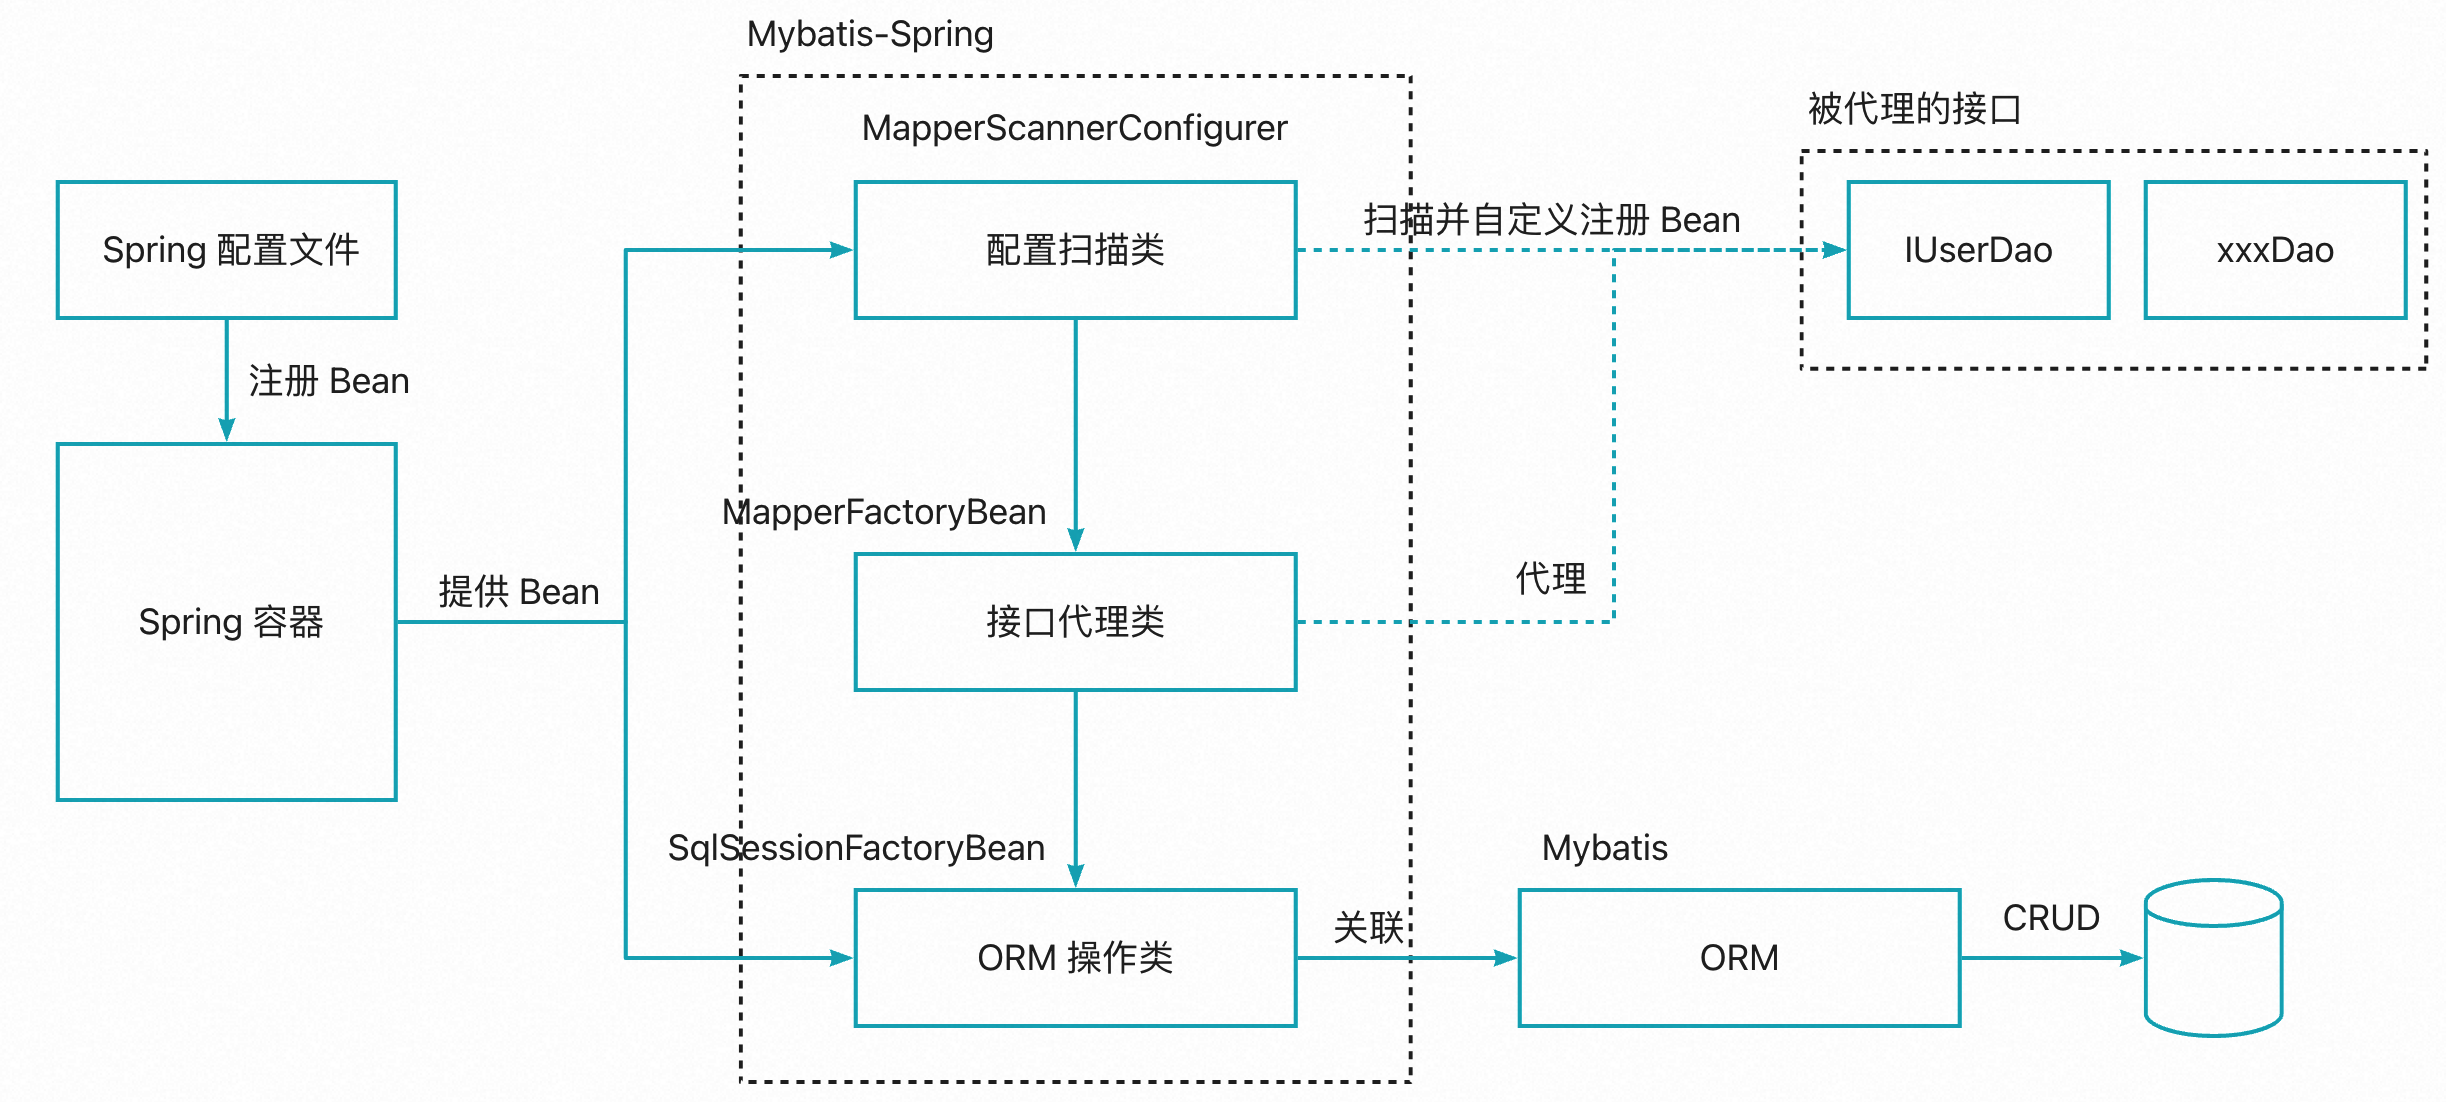 Mybatis-Spring
MapperScannerConfigurer
被代理的接口
Spring 配置文件
配置扫描类
扫描并自定义注册 Bean
IUserDao
xxxDao
注册 Bean
MapperFactoryBean
提供 Bean
代理
Spring 容器
接口代理类
SqlSessionFactoryBean
Mybatis
ORM 操作类
关联
ORM
CRUD